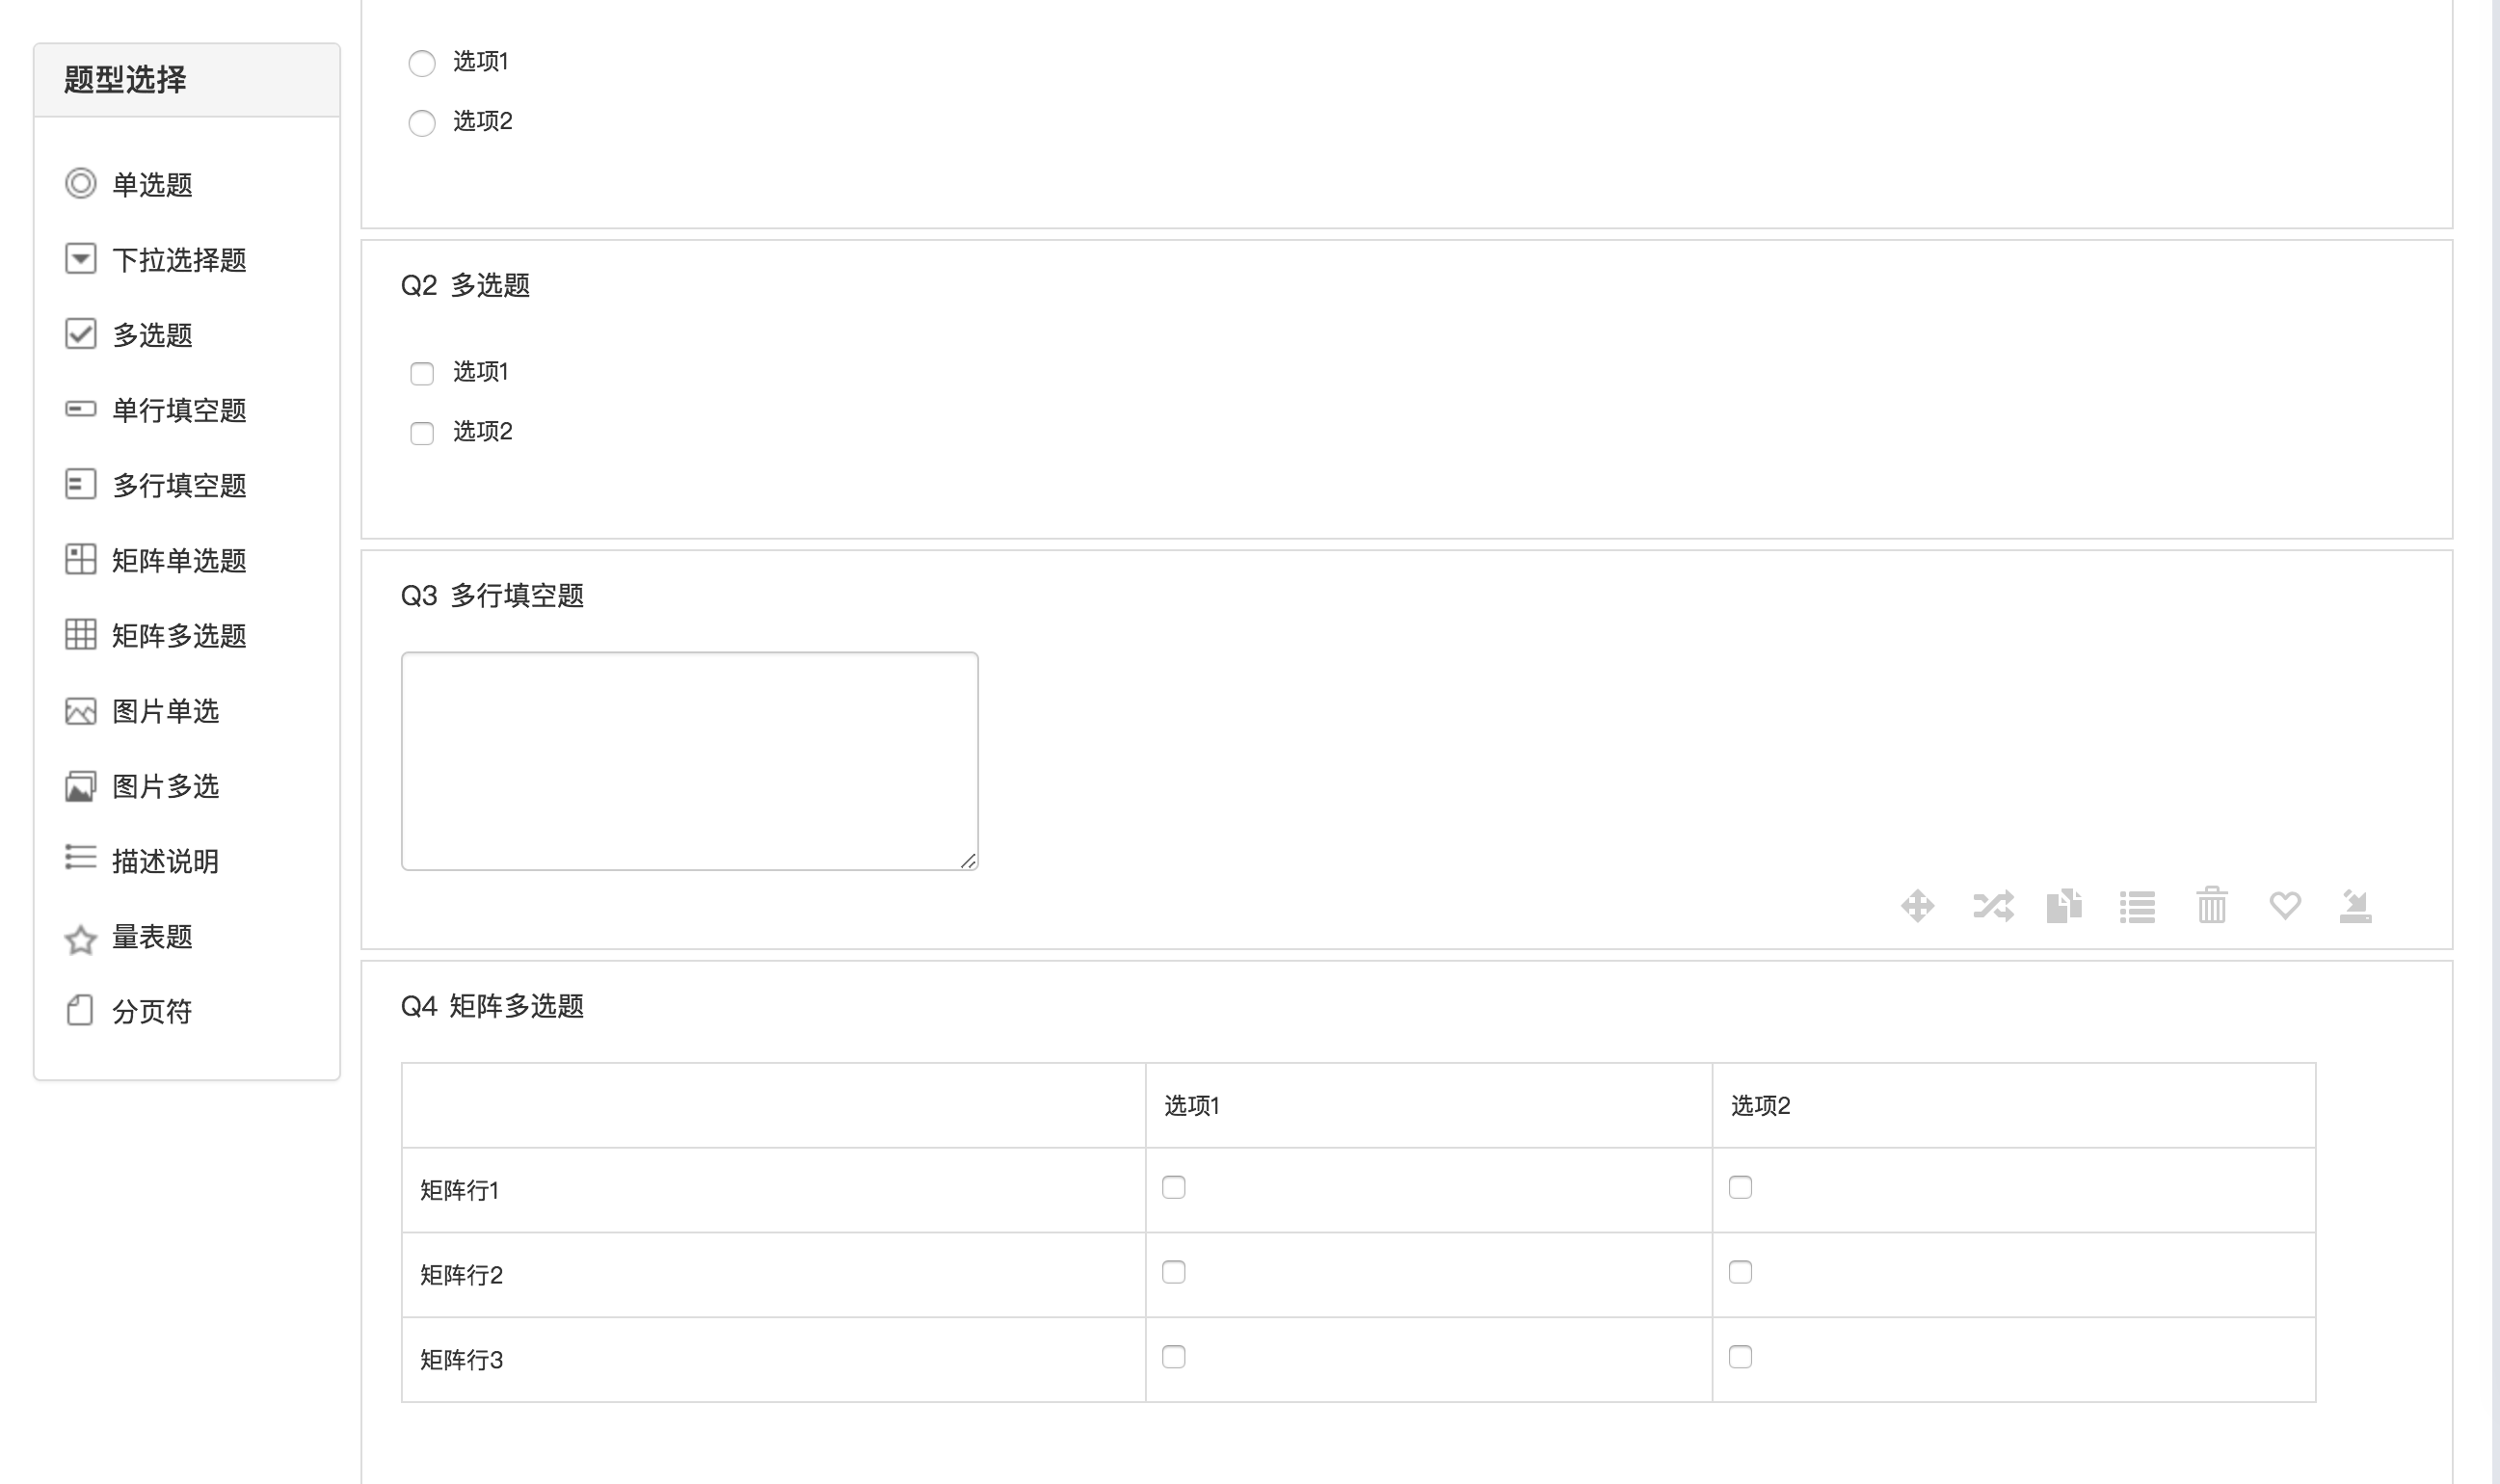 题型选择
单选题
下拉选择题
多选题
单行填空题
多行填空题
矩阵单选题
矩阵多选题
图片单选
图片多选
描述说明
量表题
分页符
选项1
选项2
Q2 多选题
选项1
选项2
Q3 多行填空题
Q4 矩阵多选题
选项1 选项2
矩阵行1
矩阵行2
矩阵行3